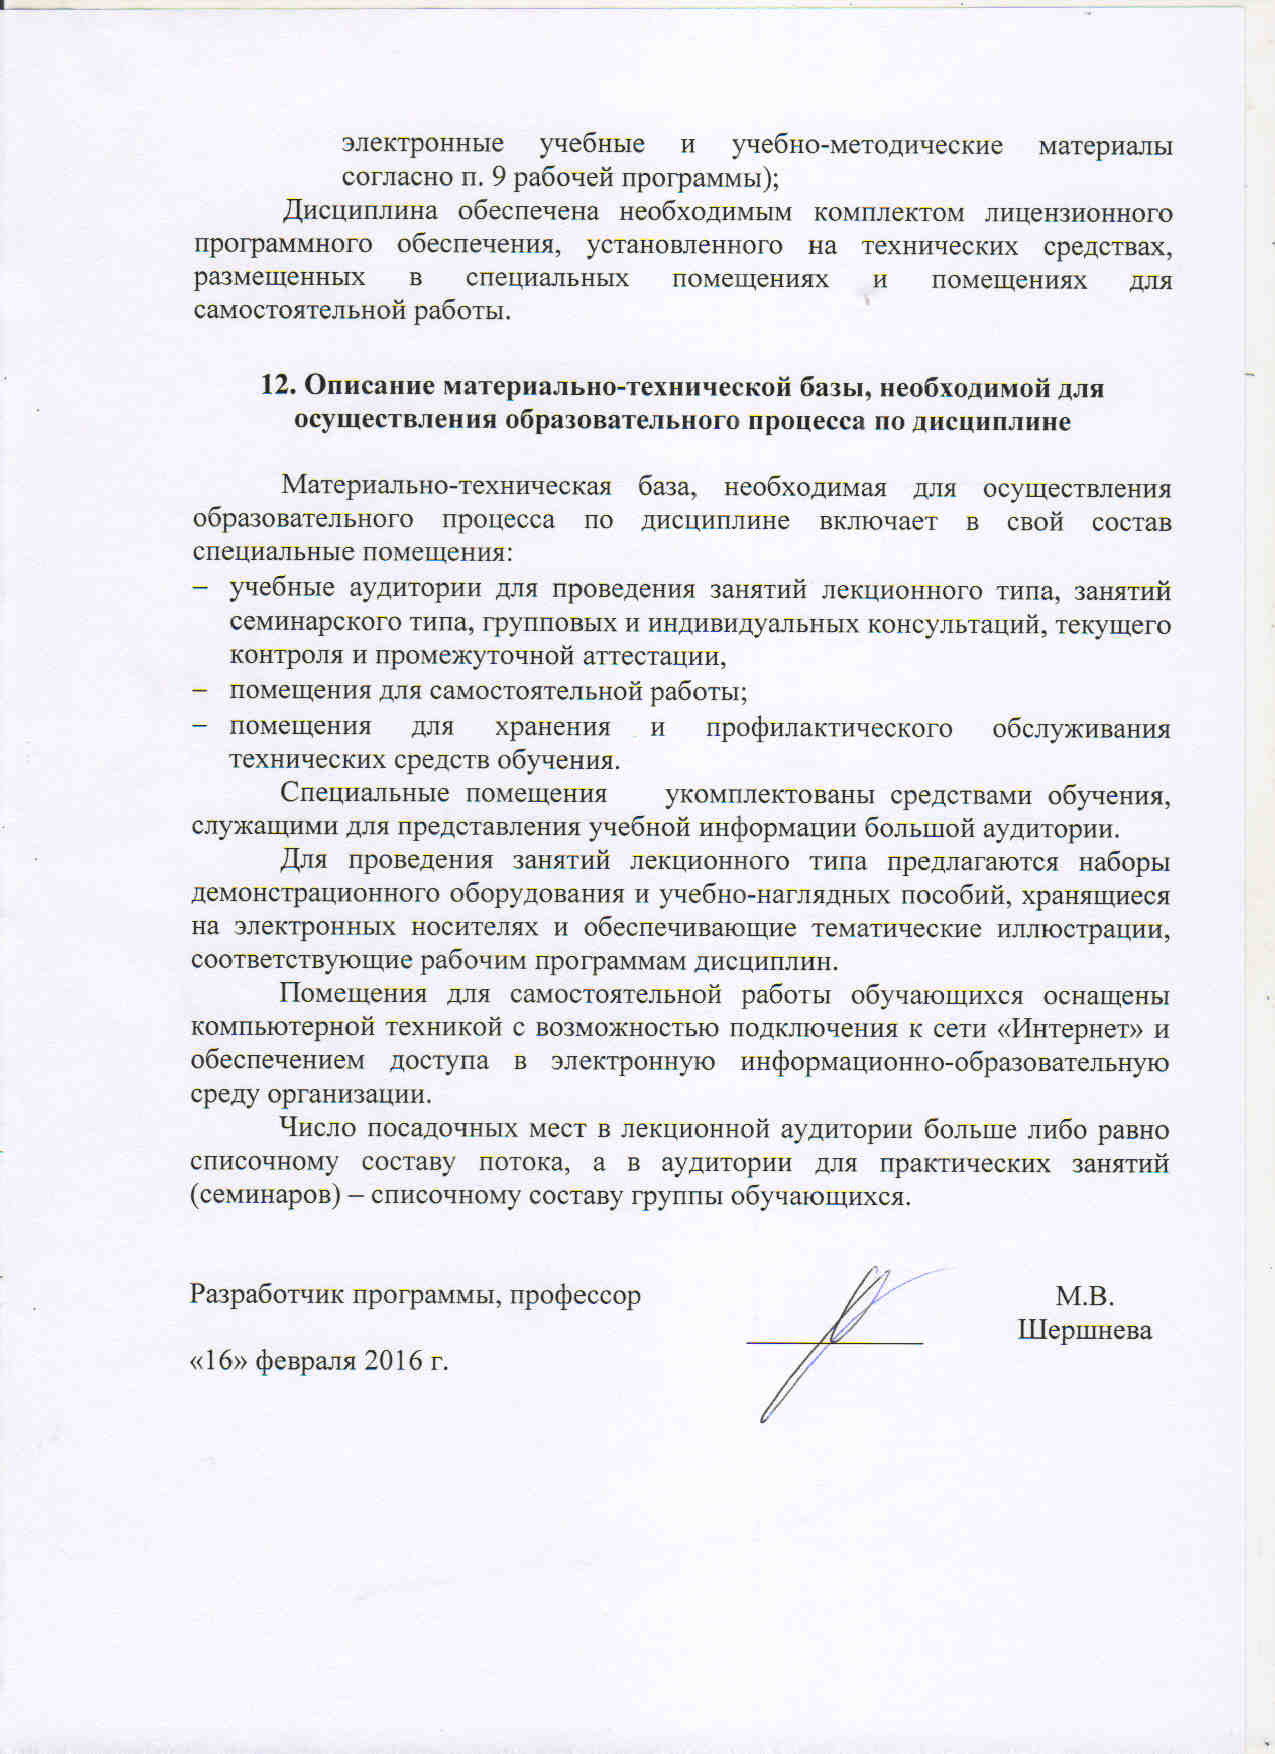 электронные учебные и учебно-методические материалы
согласно п. 9 рабочей программы);
Дисциплина обеспечена необходимым комплектом лицензионного
программного обеспечения, установленного на технических средствах,
размещенных в специальных помещениях и помещениях для
самостоятельной работы.
12. Описание материально-технической базы, необходимой для
осуществления образовательного процесса по дисциплине
Материально-техническая база, необходимая для осуществления
образовательного процесса по дисциплине включает в свой состав
специальные помещения:
– учебные аудитории для проведения занятий лекционного типа, занятий
семинарского типа, групповых и индивидуальных консультаций, текущего
контроля и промежуточной аттестации,
– помещения для самостоятельной работы;
– помещения для хранения и профилактического обслуживания
технических средств обучения.
Специальные помещения укомплектованы средствами обучения,
служащими для представления учебной информации большой аудитории.
Для проведения занятий лекционного типа предлагаются наборы
демонстрационного оборудования и учебно-наглядных пособий, хранящиеся
на электронных носителях и обеспечивающие тематические иллюстрации,
соответствующие рабочим программам дисциплин.
Помещения для самостоятельной работы обучающихся оснащены
компьютерной техникой с возможностью подключения к сети «Интернет» и
обеспечением доступа в электронную информационно-образовательную
среду организации.
Число посадочных мест в лекционной аудитории больше либо равно
списочному составу потока, а в аудитории для практических занятий
(семинаров) – списочному составу группы обучающихся.
Разработчик программы, профессор
М.В.
Шершнева
«16» февраля 2016 г.